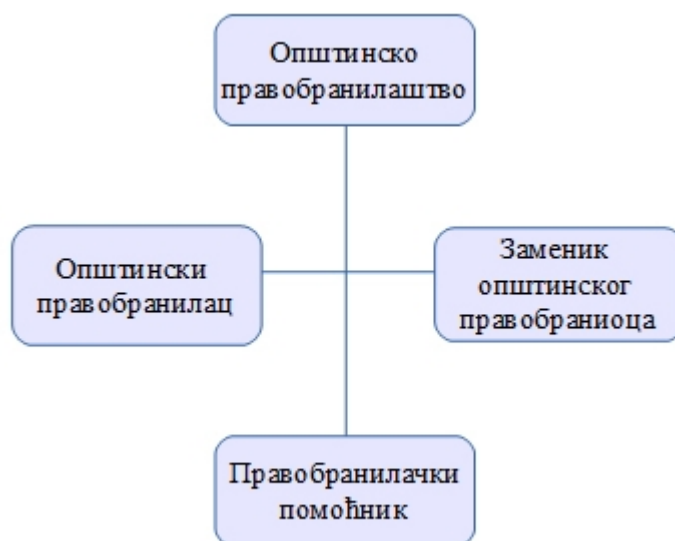 Општинско
правобранилаштво
Општински
правобранилац
Заменик
општинског
правобраниоца
Правобранилачки
помоћник